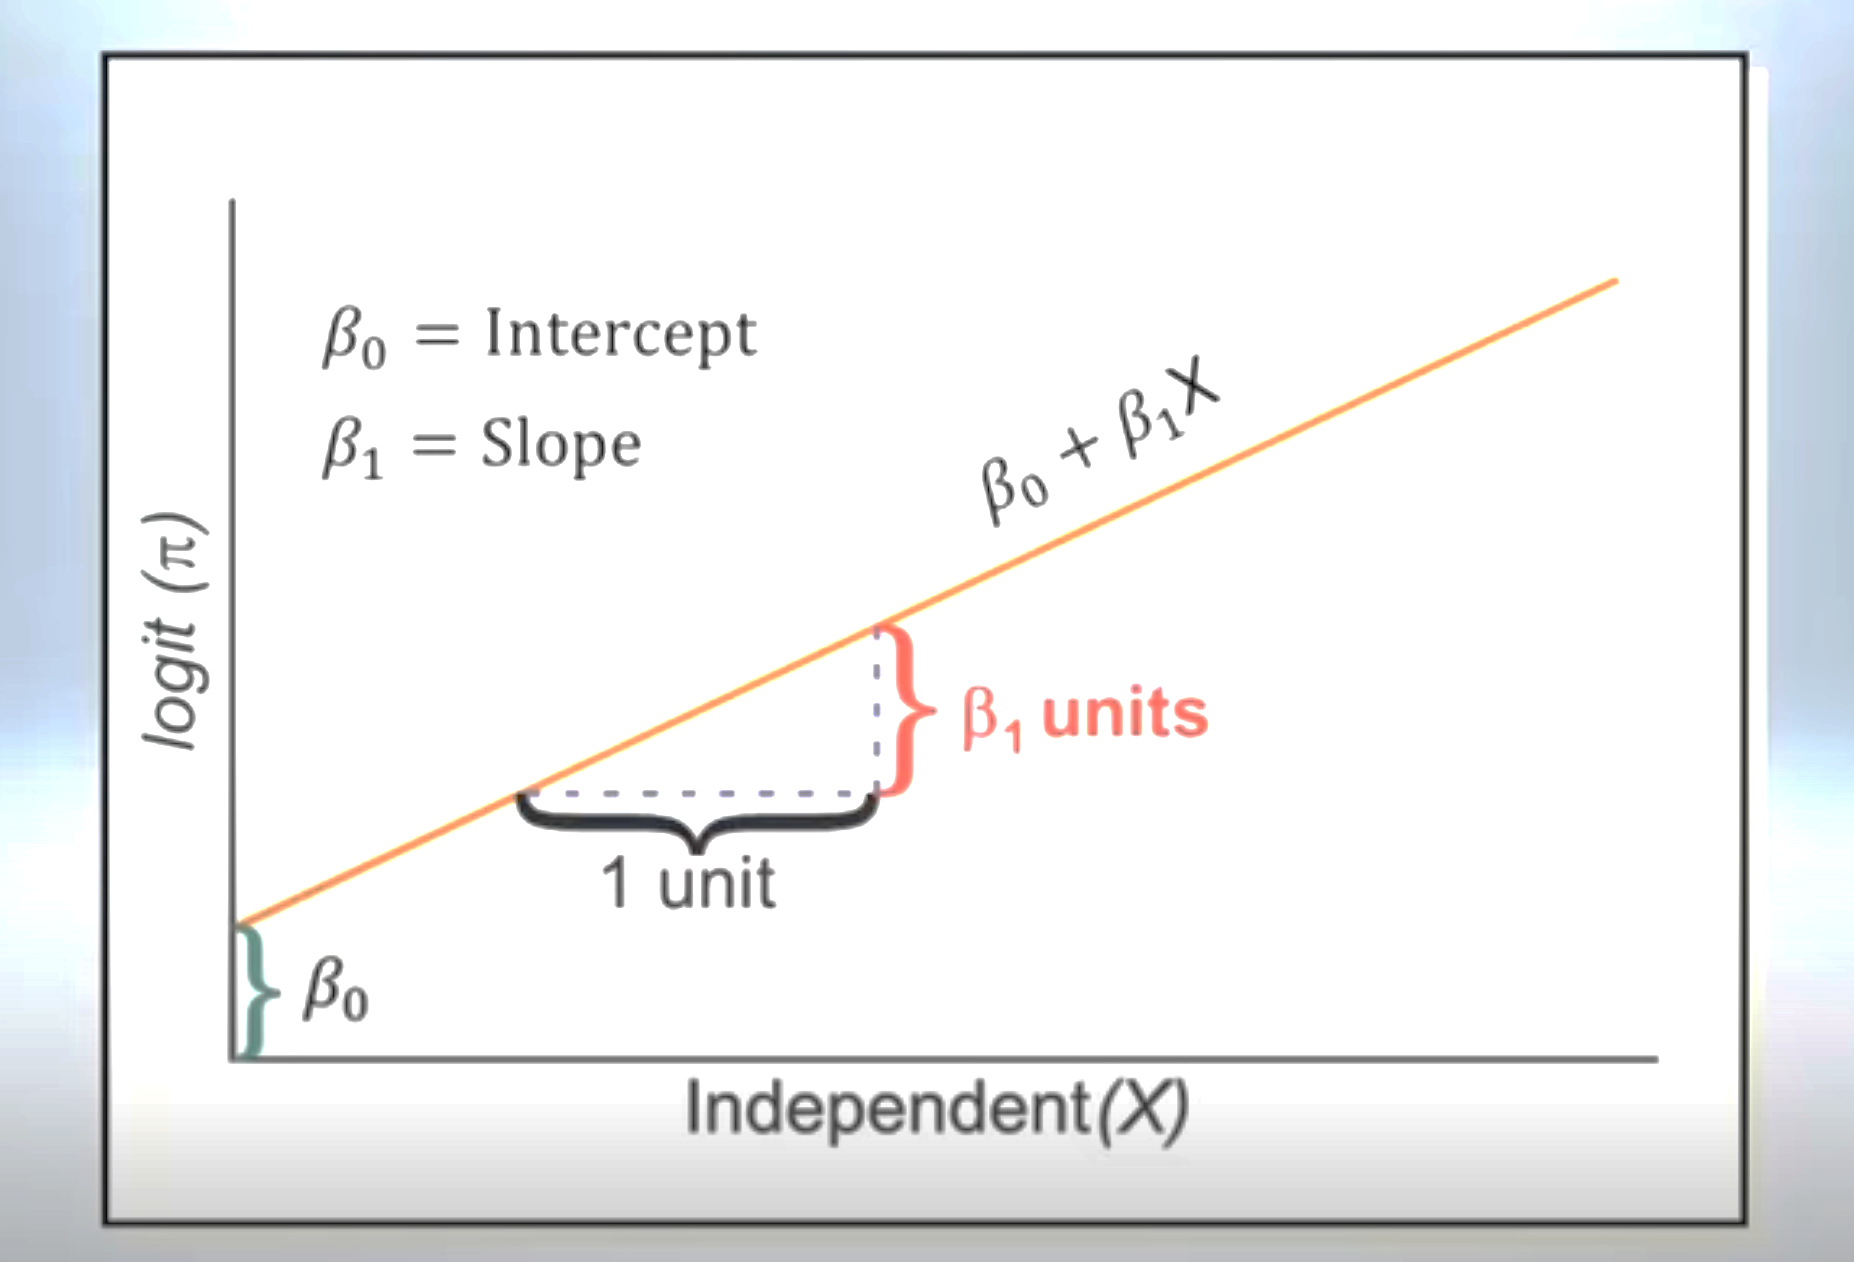 β₀ = Intercept
β₁ = Slope
β₀ + β₁X
logit (π)
β₁ units
1 unit
β₀
Independent(X)